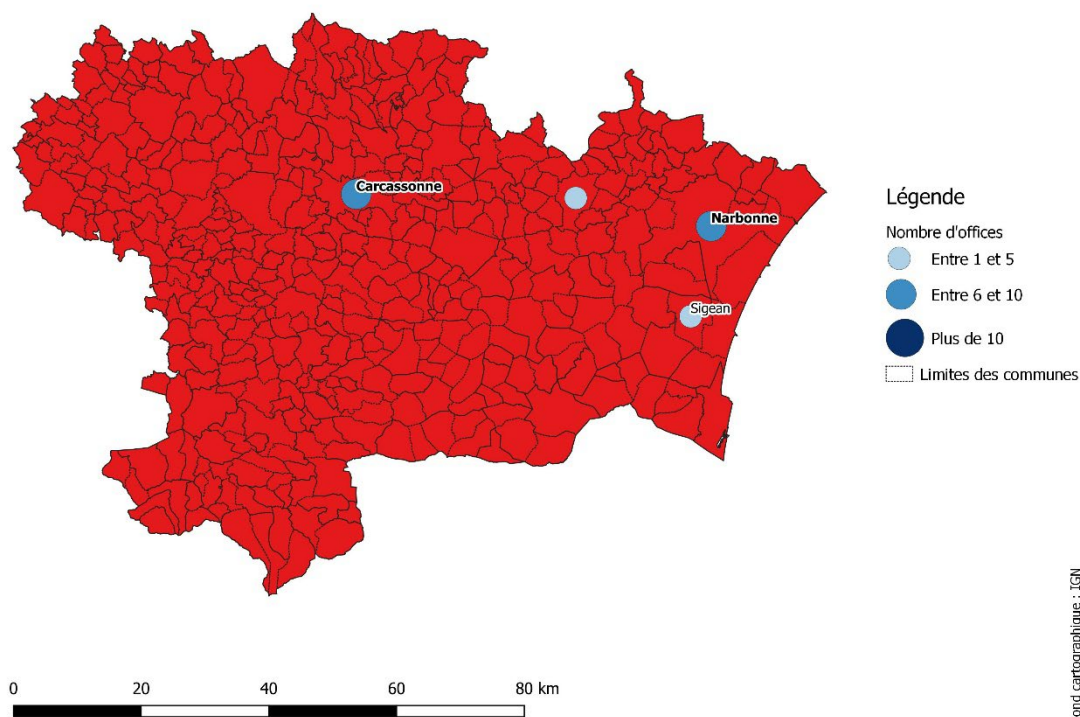 Carcassonne
Narbonne
Sigean
Légende
Nombre d'offices
Entre 1 et 5
Entre 6 et 10
Plus de 10
Limites des communes
0 20 40 60 80 km
ond cartographique : IGN